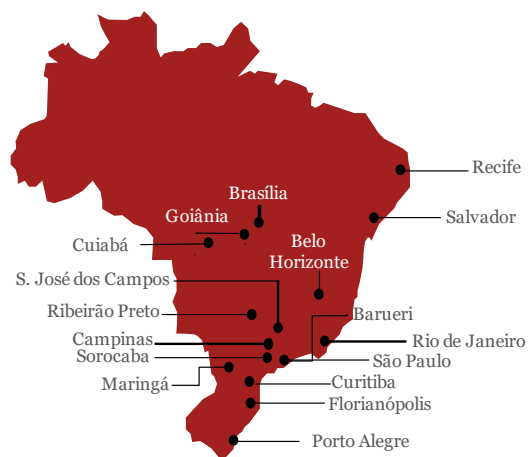 Recife
Brasília
Goiânia
Salvador
Cuiabá
Belo
Horizonte
S. José dos Campos
Ribeirão Preto
Barueri
Campinas
Rio de Janeiro
Sorocaba
São Paulo
Maringá
Curitiba
Florianópolis
Porto Alegre